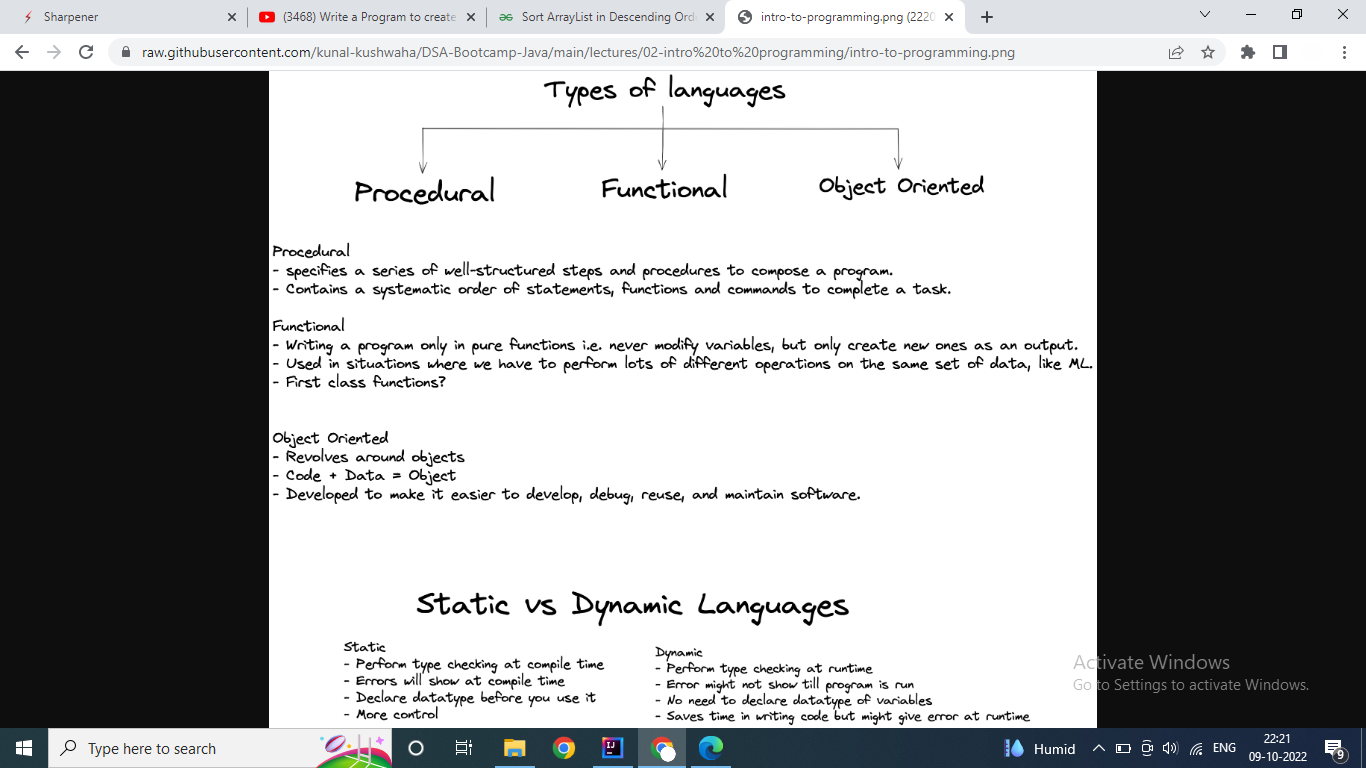 Sharpener
(3468) Write a Program to create
Sort ArrayList in Descending Ord
intro-to-programming.png (2220
raw.githubusercontent.com/kunal-kushwaha/DSA-Bootcamp-Java/main/lectures/02-intro%20to%20programming/intro-to-programming.png
Types of languages
Procedural
Functional
Object Oriented
Procedural
- specifies a series of well-structured steps and procedures to compose a program.
- Contains a systematic order of statements, functions and commands to complete a task.
Functional
- Writing a program only in pure functions i.e. never modify variables, but only create new ones as an output.
- Used in situations where we have to perform lots of different operations on the same set of data, like ML.
- First class functions?
Object Oriented
- Revolves around objects
- Code + Data = Object
- Developed to make it easier to develop, debug, reuse, and maintain software.
Static vs Dynamic Languages
Static
- Perform type checking at compile time
- Errors will show at compile time
- Declare datatype before you use it
- More control
Dynamic
- Perform type checking at runtime
- Error might not show till program is run
- No need to declare datatype of variables
- Saves time in writing code but might give error at runtime
Activate Windows
Go to Settings to activate Windows.
Type here to search
Humid
ENG
22:21
09-10-2022
9